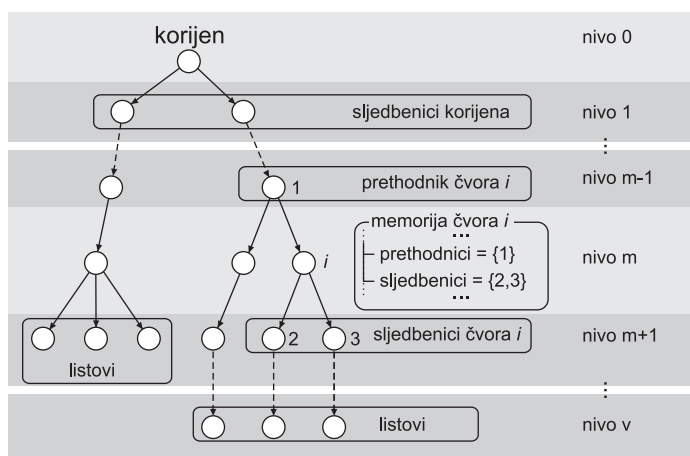 korijen
nivo 0
sljedbenici korijena
nivo 1
⋮
1
prethodnik čvora i
nivo m-1
memorija čvora i
...
prethodnici = {1}
sljedbenici = {2,3}
...
i
nivo m
2
3
sljedbenici čvora i
nivo m+1
listovi
⋮
listovi
nivo v